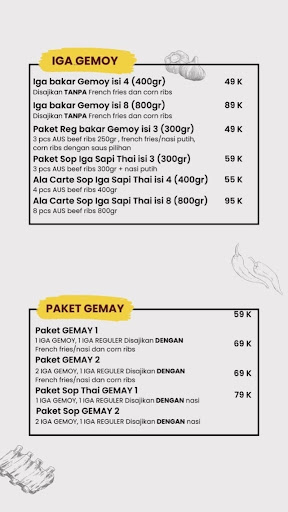 IGA GEMOY
Iga bakar Gemoy isi 4 (400gr) 49 K
Disajikan TANPA French fries dan corn ribs
Iga bakar Gemoy isi 8 (800gr) 89 K
Disajikan TANPA French fries dan corn ribs
Paket Reg bakar Gemoy isi 3 (300gr) 49 K
3 pcs AUS beef ribs 250gr , french fries/nasi putih,
corn ribs dengan saus pilihan
Paket Sop Iga Sapi Thai isi 3 (300gr) 59 K
3 pcs AUS beef ribs 300gr + nasi putih
Ala Carte Sop Iga Sapi Thai isi 4 (400gr) 55 K
4 pcs AUS beef ribs 400gr
Ala Carte Sop Iga Sapi Thai isi 8 (800gr) 95 K
8 pcs AUS beef ribs 800gr
PAKET GEMAY
59 K
Paket GEMAY 1
1 IGA GEMOY, 1 IGA REGULER Disajikan DENGAN 69 K
French fries/nasi dan corn ribs
Paket GEMAY 2
2 IGA GEMOY, 1 IGA REGULER Disajikan DENGAN 69 K
French fries/nasi dan corn ribs
Paket Sop Thai GEMAY 1 79 K
1 IGA GEMOY, 1 IGA REGULER Disajikan DENGAN nasi
Paket Sop GEMAY 2
2 IGA GEMOY, 1 IGA REGULER Disajikan DENGAN nasi